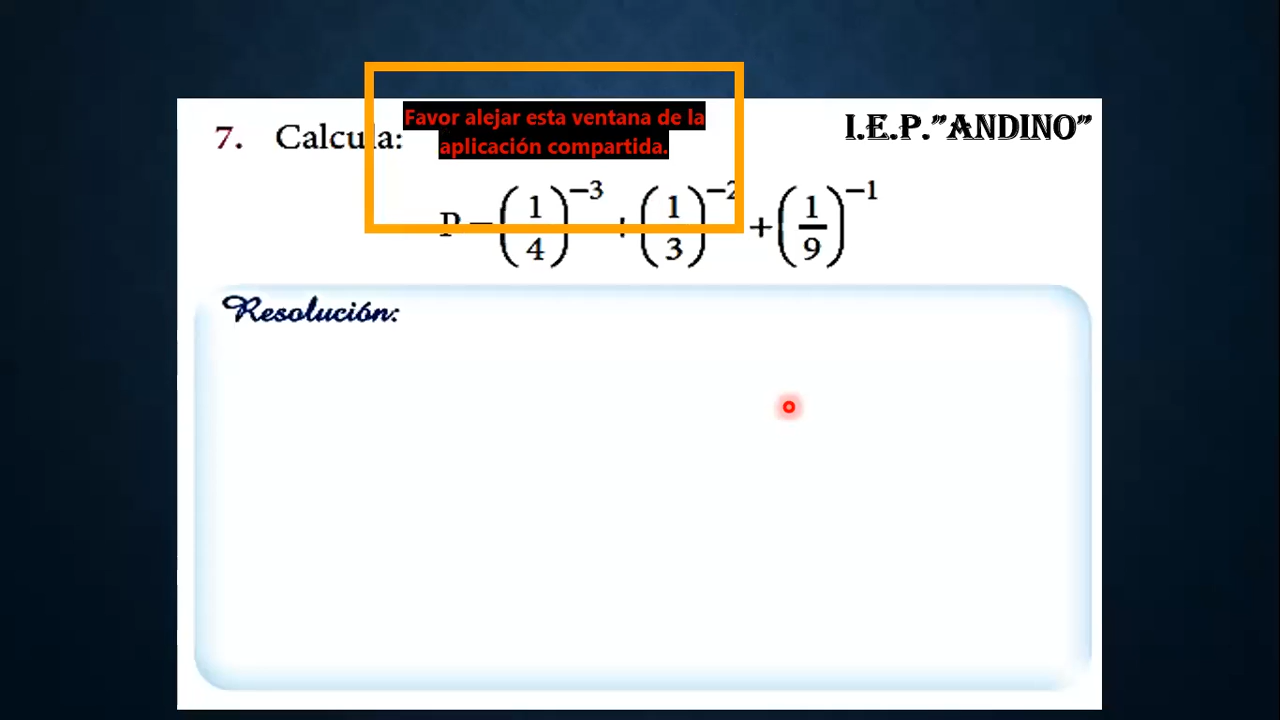 7. Calcula:
Favor alejar esta ventana de la
aplicación compartida.
I.E.P."ANDINO"
P = (1/4)^−3 + (1/3)^−2 + (1/9)^−1
Resolución: